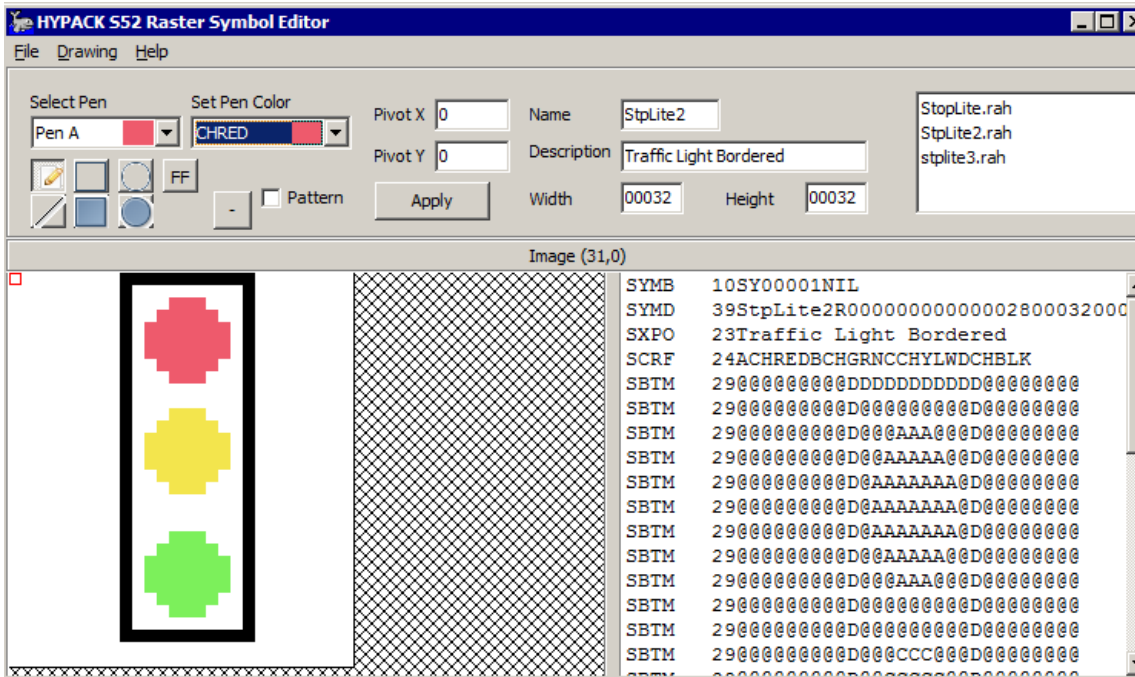 HYPACK S52 Raster Symbol Editor
File Drawing Help
Select Pen Set Pen Color
Pen A CHRED
FF
- Pattern
Pivot X 0
Pivot Y 0
Apply
Name StpLite2
Description Traffic Light Bordered
Width 00032 Height 00032
StopLite.rah
StpLite2.rah
stplite3.rah
Image (31,0)
SYMB 10SY00001NIL
SYMD 39StpLite2R00000000000002800032000
SXPO 23Traffic Light Bordered
SCRF 24ACHREDBCHGRNCCHYLWDCHBLK
SBTM 29@@@@@@@@@DDDDDDDDDDD@@@@@@@@
SBTM 29@@@@@@@@@D@@@@@@@@@D@@@@@@@@
SBTM 29@@@@@@@@@D@@@AAA@@@D@@@@@@@@
SBTM 29@@@@@@@@@D@@AAAAA@@D@@@@@@@@
SBTM 29@@@@@@@@@D@AAAAAAA@D@@@@@@@@
SBTM 29@@@@@@@@@D@AAAAAAA@D@@@@@@@@
SBTM 29@@@@@@@@@D@AAAAAAA@D@@@@@@@@
SBTM 29@@@@@@@@@D@@AAAAA@@D@@@@@@@@
SBTM 29@@@@@@@@@D@@@AAA@@@D@@@@@@@@
SBTM 29@@@@@@@@@D@@@@@@@@@D@@@@@@@@
SBTM 29@@@@@@@@@D@@@@@@@@@D@@@@@@@@
SBTM 29@@@@@@@@@D@@@CCC@@@D@@@@@@@@